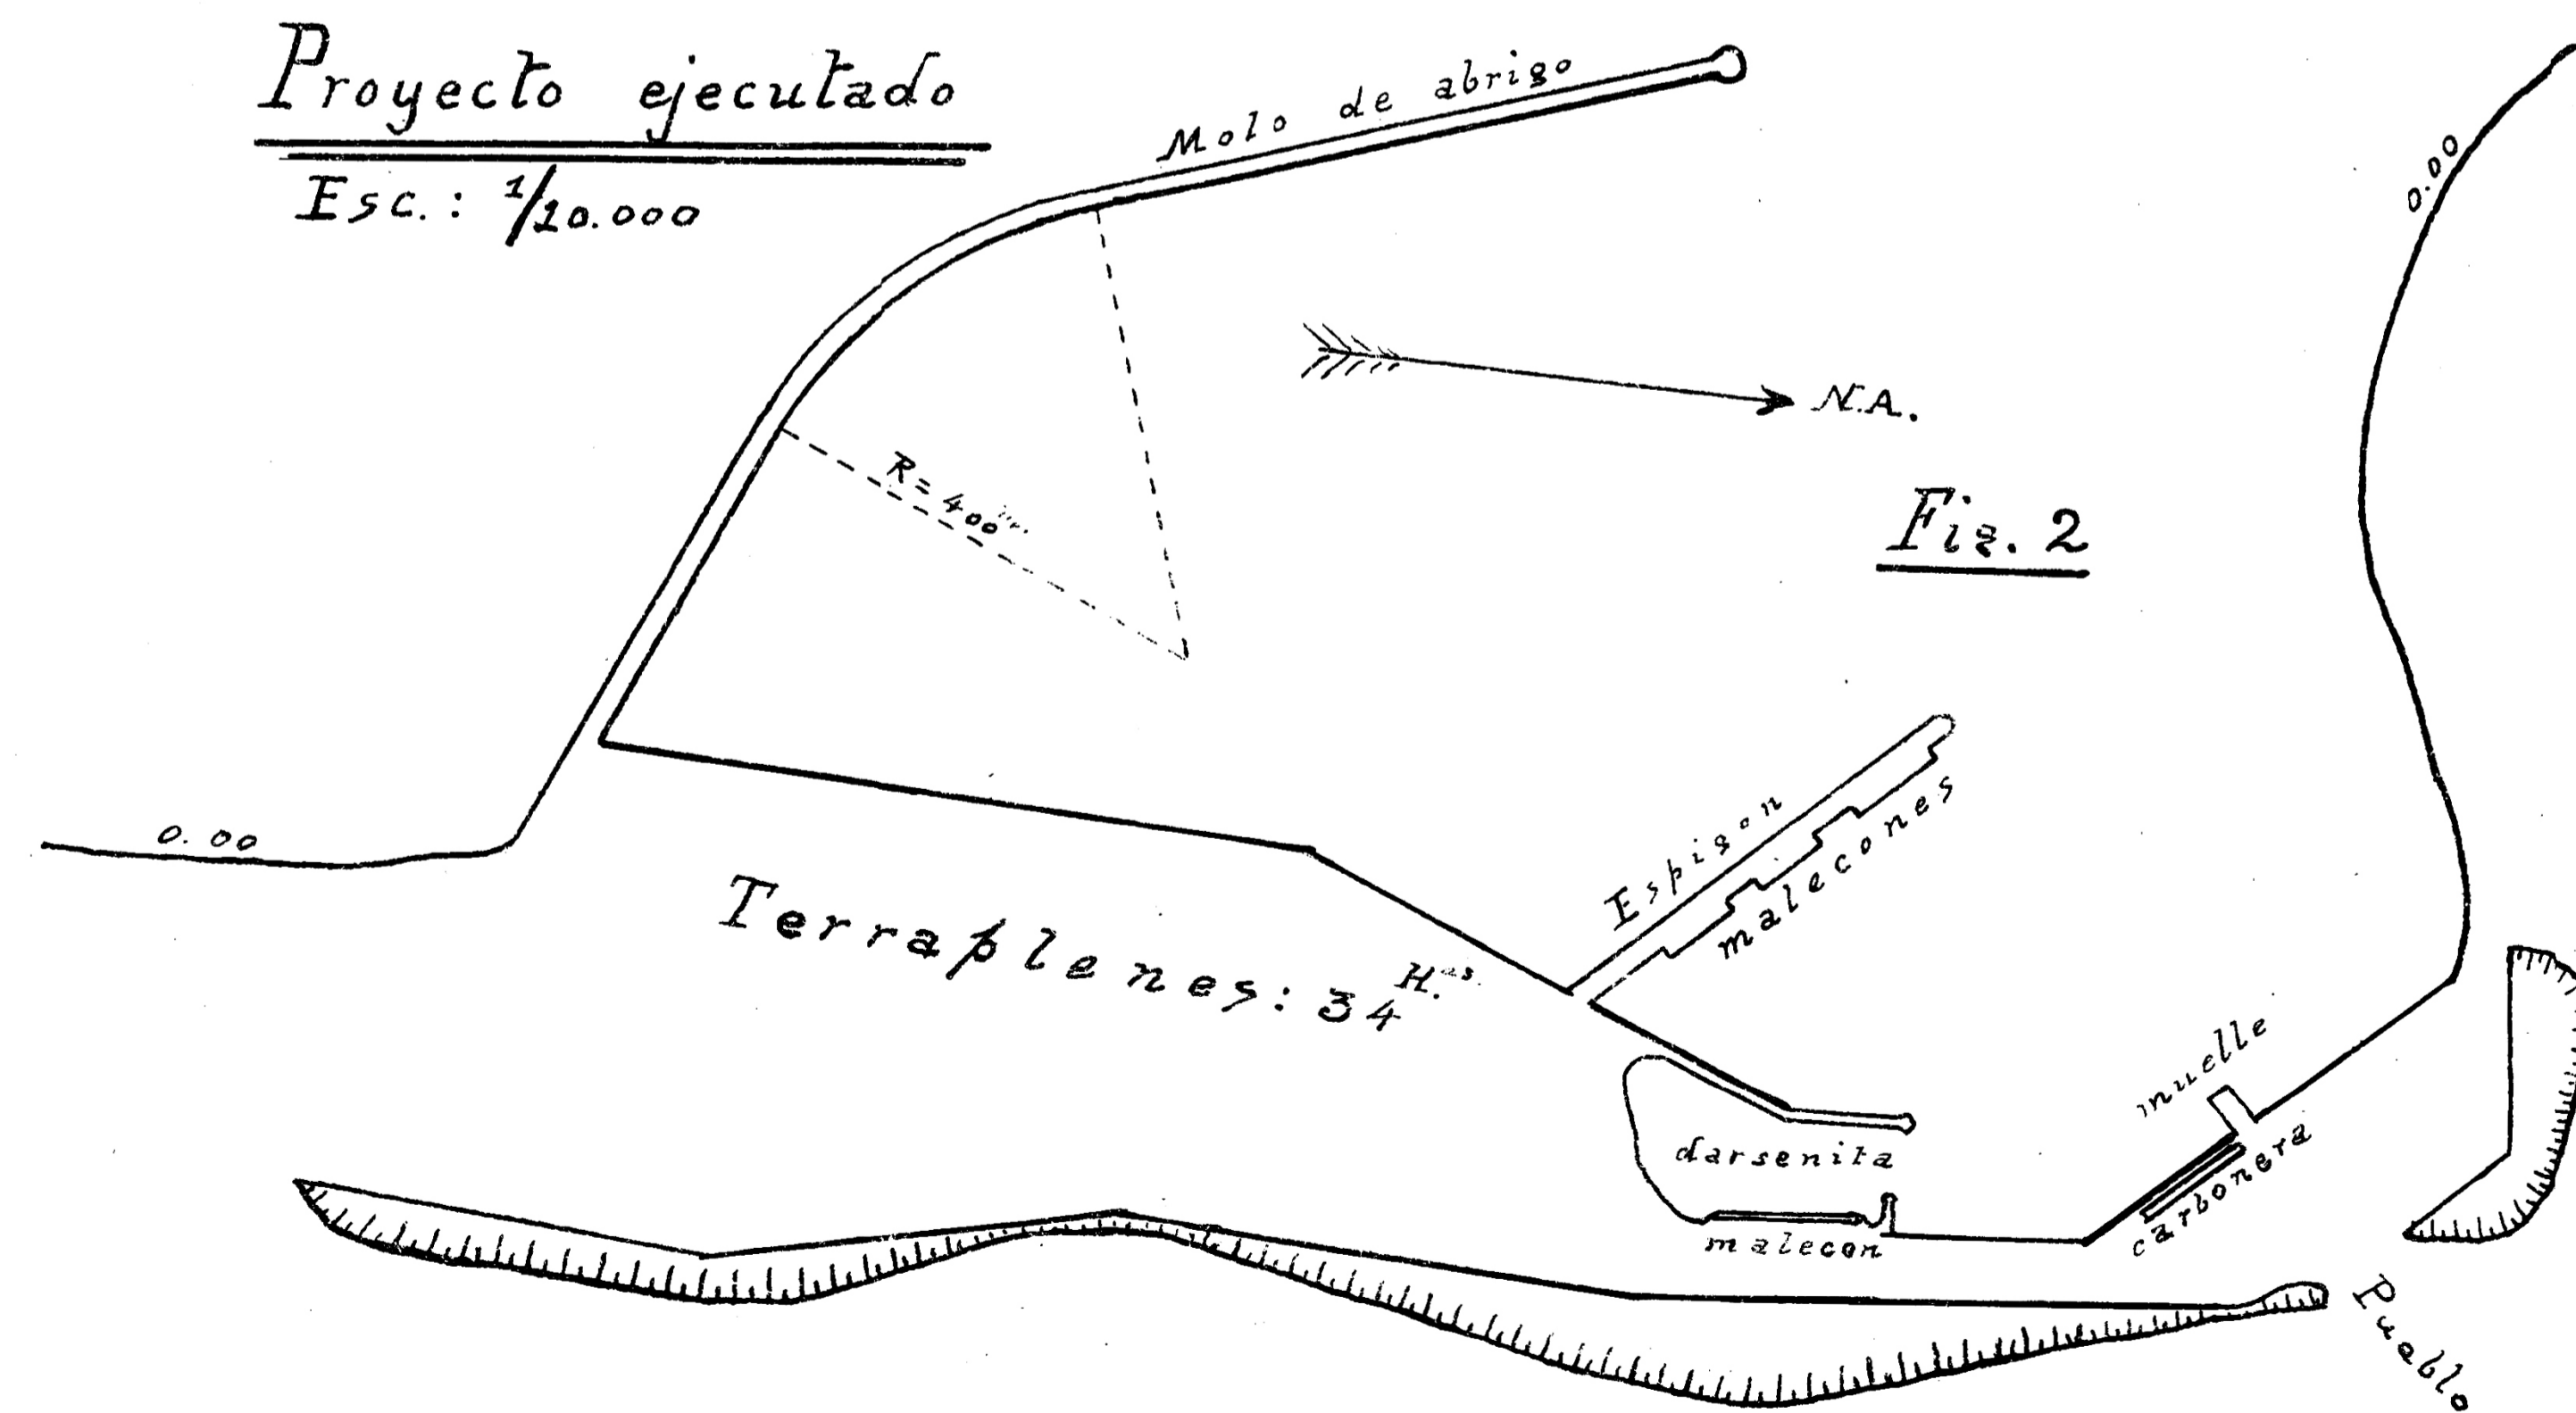 Proyecto ejecutado
Esc.: 1/10.000
Molo de abrigo
0.00
N.A.
R=400m.
Fig. 2
Espigon
malecones
0.00
Terraplenes: 34 H.as.
muelle
darsenita
carbonera
malecon
Pueblo